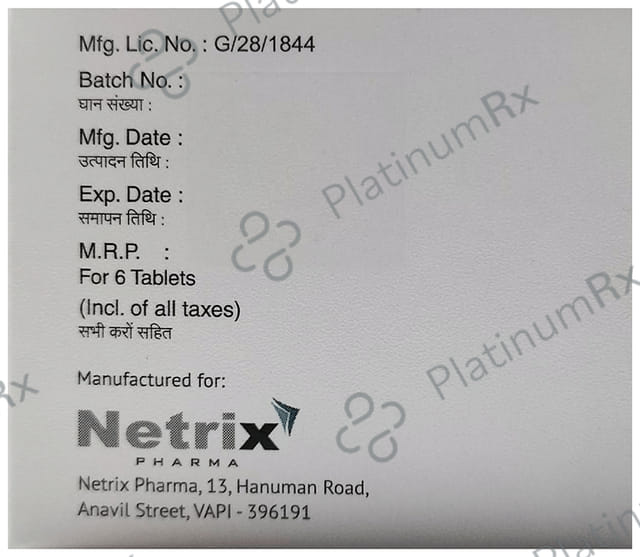 Mfg. Lic. No. : G/28/1844
Batch No. :
घान संख्या :
Mfg. Date :
उत्पादन तिथि :
Exp. Date :
समापन तिथि :
M.R.P. :
For 6 Tablets
(Incl. of all taxes)
सभी करों सहित
Manufactured for:
Netrix
PHARMA
Netrix Pharma, 13, Hanuman Road,
Anavil Street, VAPI - 396191
PlatinumRx
PlatinumRx